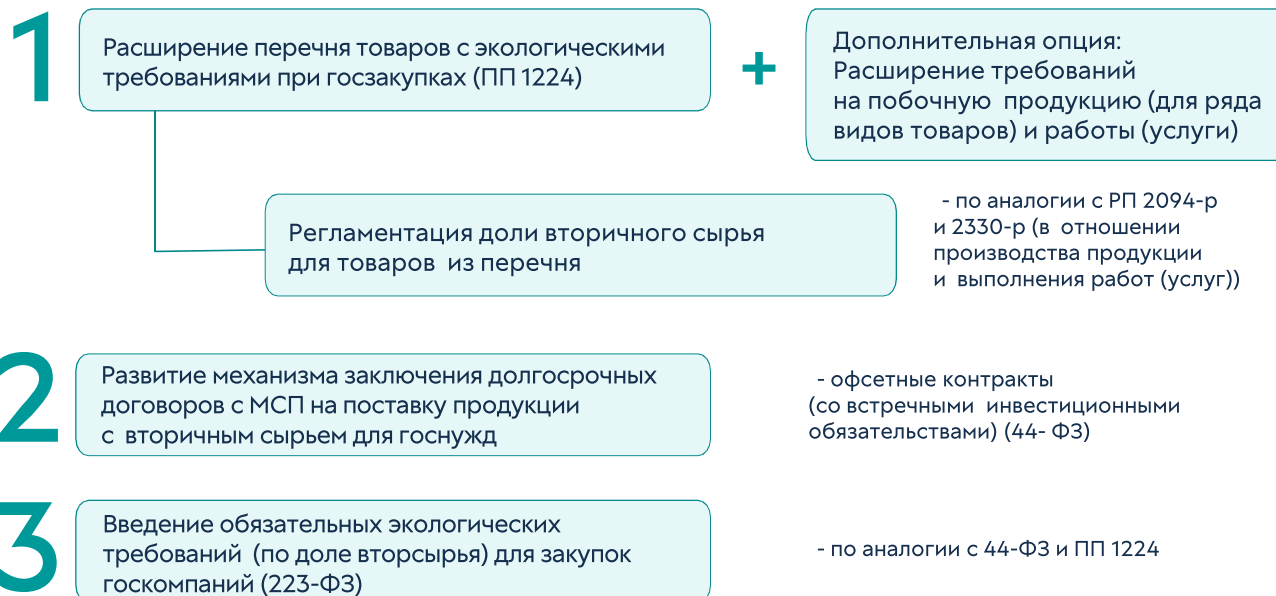 1
Расширение перечня товаров с экологическими
требованиями при госзакупках (ПП 1224)
+
Дополнительная опция:
Расширение требований
на побочную продукцию (для ряда
видов товаров) и работы (услуги)
Регламентация доли вторичного сырья
для товаров из перечня
- по аналогии с РП 2094-р
и 2330-р (в отношении
производства продукции
и выполнения работ (услуг))
2
Развитие механизма заключения долгосрочных
договоров с МСП на поставку продукции
с вторичным сырьем для госнужд
- офсетные контракты
(со встречными инвестиционными
обязательствами) (44- ФЗ)
3
Введение обязательных экологических
требований (по доле вторсырья) для закупок
госкомпаний (223-ФЗ)
- по аналогии с 44-ФЗ и ПП 1224